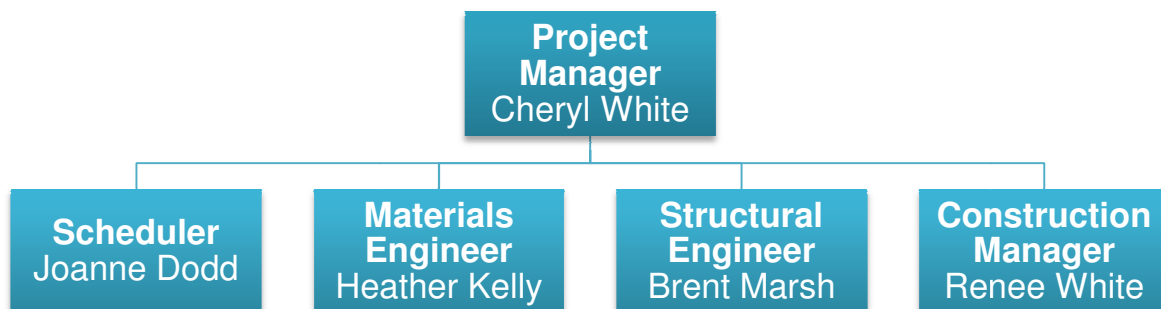 Project
Manager
Cheryl White
Scheduler
Joanne Dodd
Materials
Engineer
Heather Kelly
Structural
Engineer
Brent Marsh
Construction
Manager
Renee White